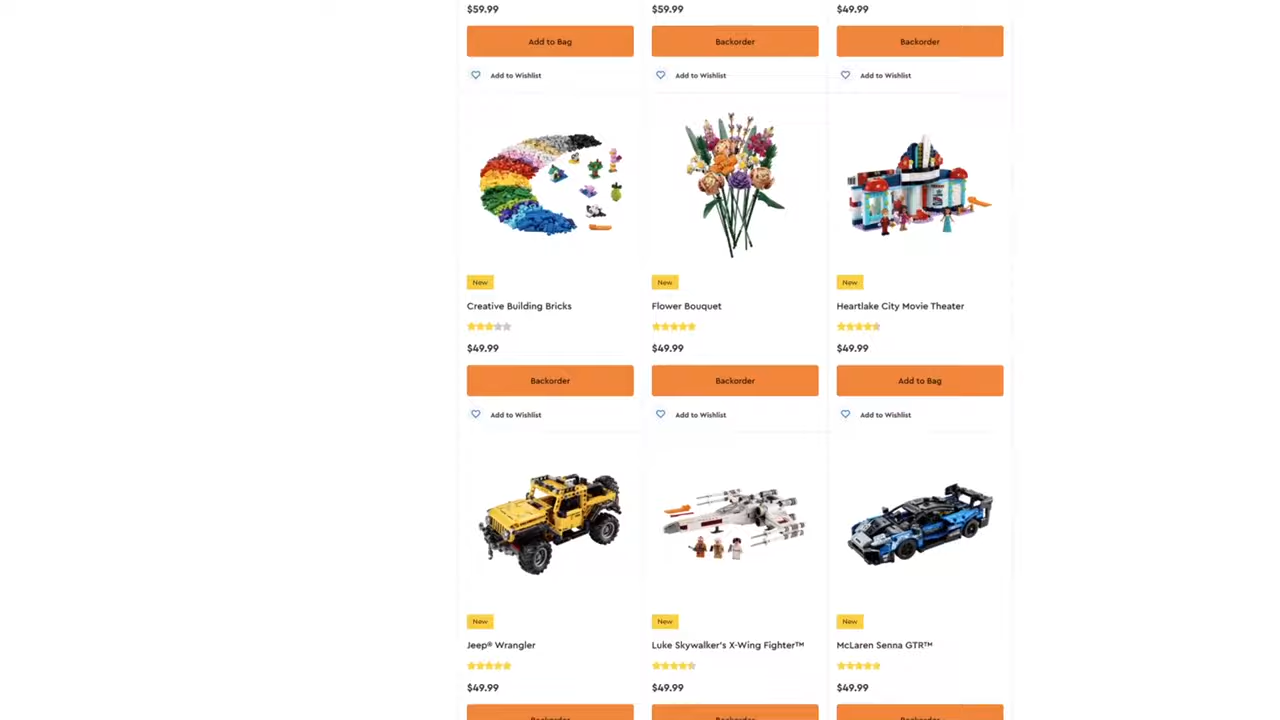 $59.99 $59.99 $49.99
Add to Bag Backorder Backorder
Add to Wishlist Add to Wishlist Add to Wishlist
New New New
Creative Building Bricks Flower Bouquet Heartlake City Movie Theater
$49.99 $49.99 $49.99
Backorder Backorder Add to Bag
Add to Wishlist Add to Wishlist Add to Wishlist
New New New
Jeep® Wrangler Luke Skywalker's X-Wing Fighter™ McLaren Senna GTR™
$49.99 $49.99 $49.99
Backorder Backorder Backorder